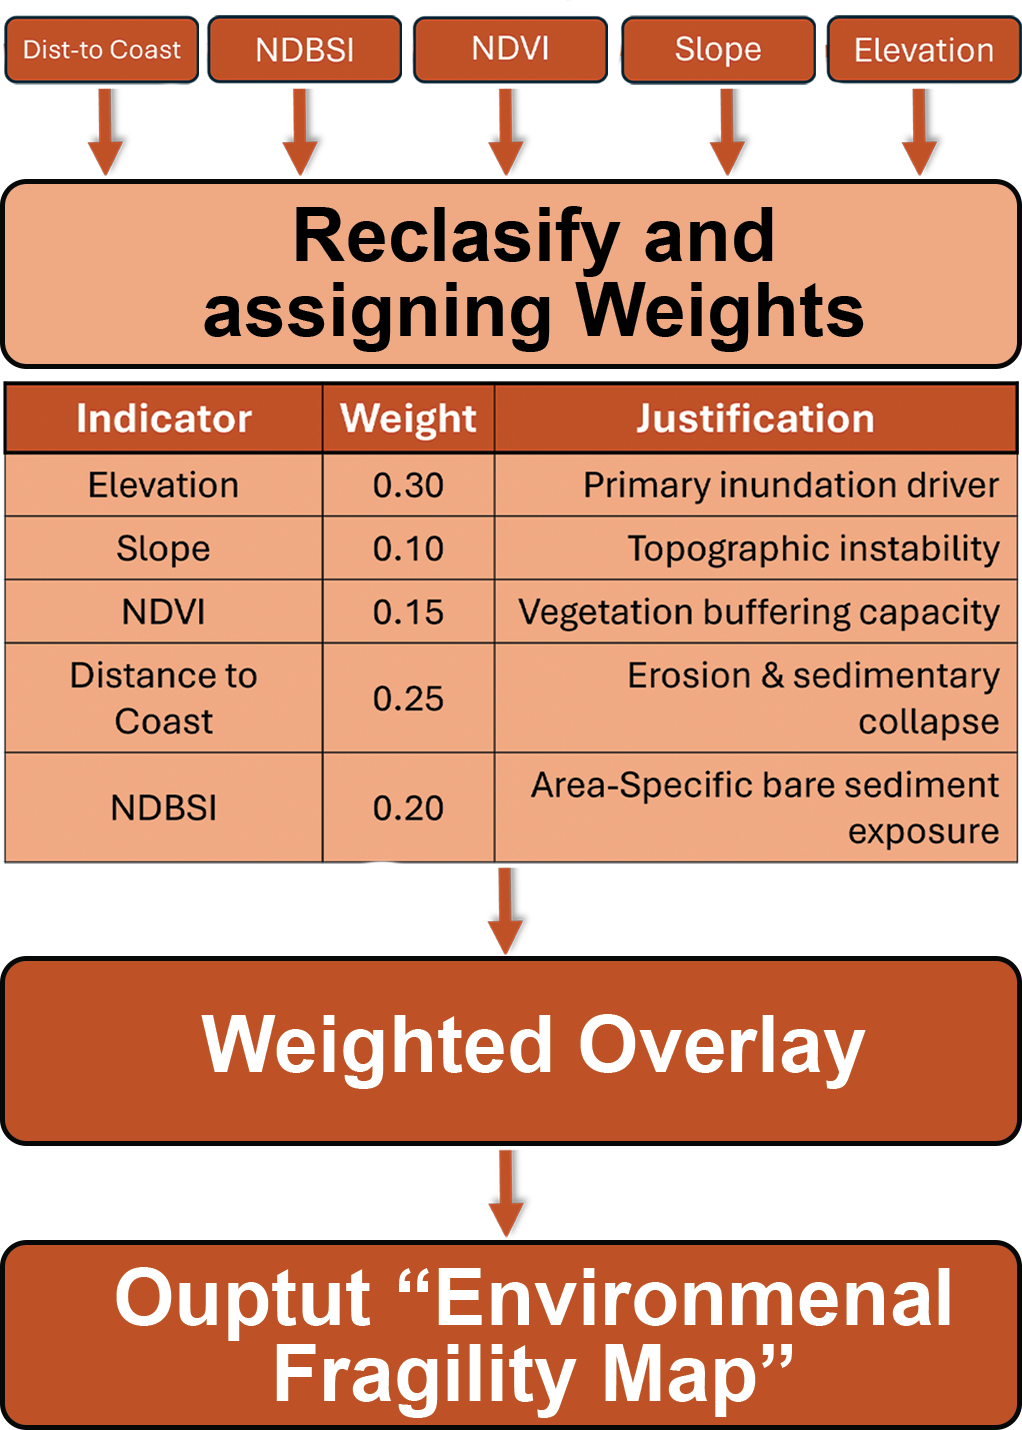 Dist-to Coast
NDBSI
NDVI
Slope
Elevation
Reclasify and
assigning Weights
Indicator Weight Justification
Elevation 0.30 Primary inundation driver
Slope 0.10 Topographic instability
NDVI 0.15 Vegetation buffering capacity
Distance to
Coast
0.25
Erosion & sedimentary
collapse
NDBSI
0.20
Area-Specific bare sediment
exposure
Weighted Overlay
Ouptut “Environmenal
Fragility Map”